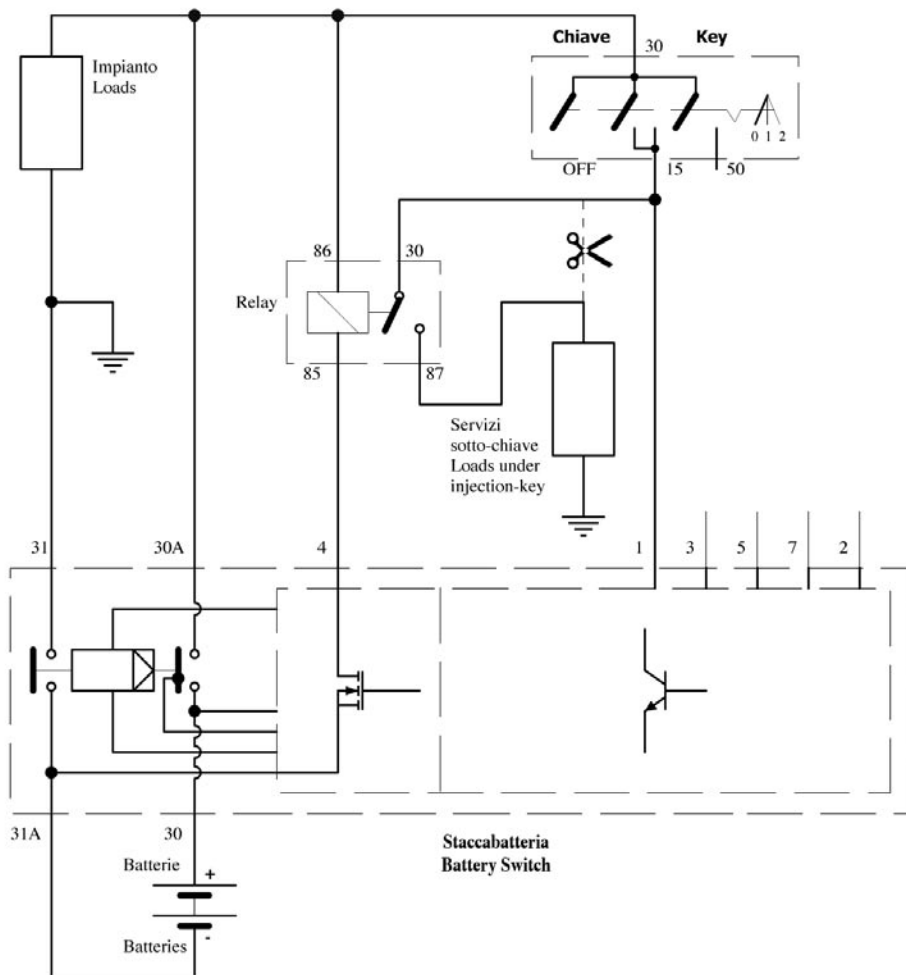 Chiave Key
30
Impianto
Loads
0 1 2
OFF 15 50
86 30
Relay
85 87
Servizi
sotto-chiave
Loads under
injection-key
31 30A 4 1 3 5 7 2
31A 30
Staccabatteria
Battery Switch
Batterie +
Batteries -